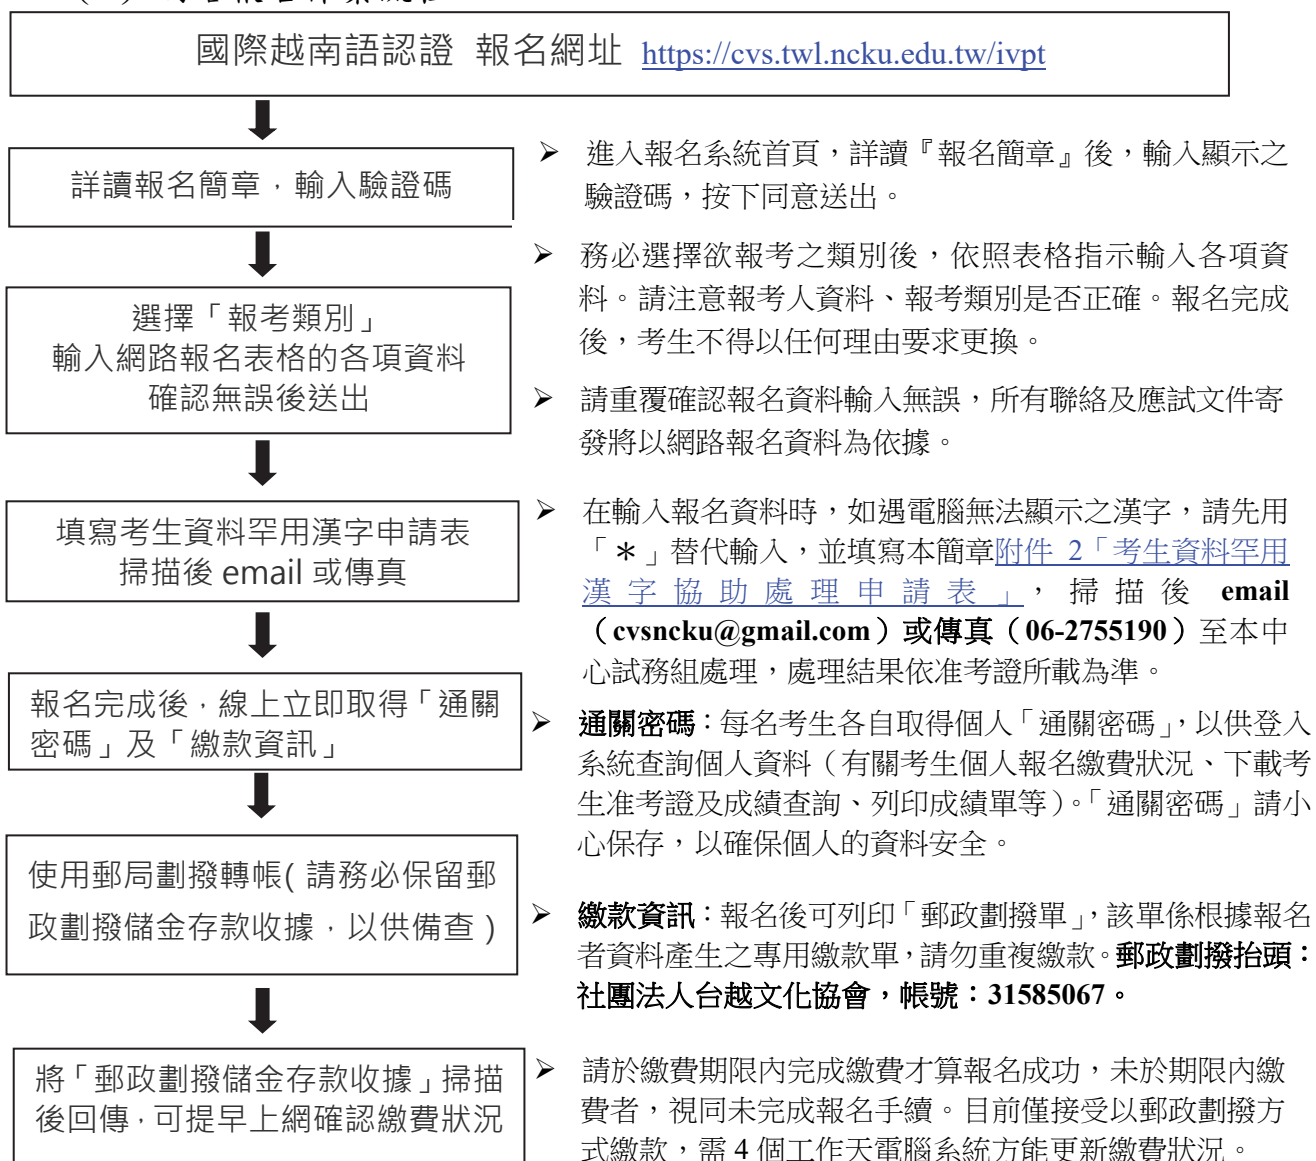 國際越南語認證 報名網址 https://cvs.twl.ncku.edu.tw/ivpt
詳讀報名簡章，輸入驗證碼
➢ 進入報名系統首頁，詳讀『報名簡章』後，輸入顯示之
驗證碼，按下同意送出。
選擇「報考類別」
輸入網路報名表格的各項資料
確認無誤後送出
➢ 務必選擇欲報考之類別後，依照表格指示輸入各項資
料。請注意報考人資料、報考類別是否正確。報名完成
後，考生不得以任何理由要求更換。
➢ 請重覆確認報名資料輸入無誤，所有聯絡及應試文件寄
發將以網路報名資料為依據。
填寫考生資料罕用漢字申請表
掃描後 email 或傳真
➢ 在輸入報名資料時，如遇電腦無法顯示之漢字，請先用
「＊」替代輸入，並填寫本簡章附件 2「考生資料罕用
漢字協助處理申請表」，掃描後 email
（cvsncku@gmail.com）或傳真（06-2755190）至本中
心試務組處理，處理結果依准考證所載為準。
報名完成後，線上立即取得「通關
密碼」及「繳款資訊」
➢ 通關密碼：每名考生各自取得個人「通關密碼」，以供登入
系統查詢個人資料（有關考生個人報名繳費狀況、下載考
生准考證及成績查詢、列印成績單等）。「通關密碼」請小
心保存，以確保個人的資料安全。
使用郵局劃撥轉帳(請務必保留郵
政劃撥儲金存款收據，以供備查)
➢ 繳款資訊：報名後可列印「郵政劃撥單」，該單係根據報名
者資料產生之專用繳款單，請勿重複繳款。郵政劃撥抬頭：
社團法人台越文化協會，帳號：31585067。
將「郵政劃撥儲金存款收據」掃描
後回傳，可提早上網確認繳費狀況
➢ 請於繳費期限內完成繳費才算報名成功，未於期限內繳
費者，視同未完成報名手續。目前僅接受以郵政劃撥方
式繳款，需 4 個工作天電腦系統方能更新繳費狀況。